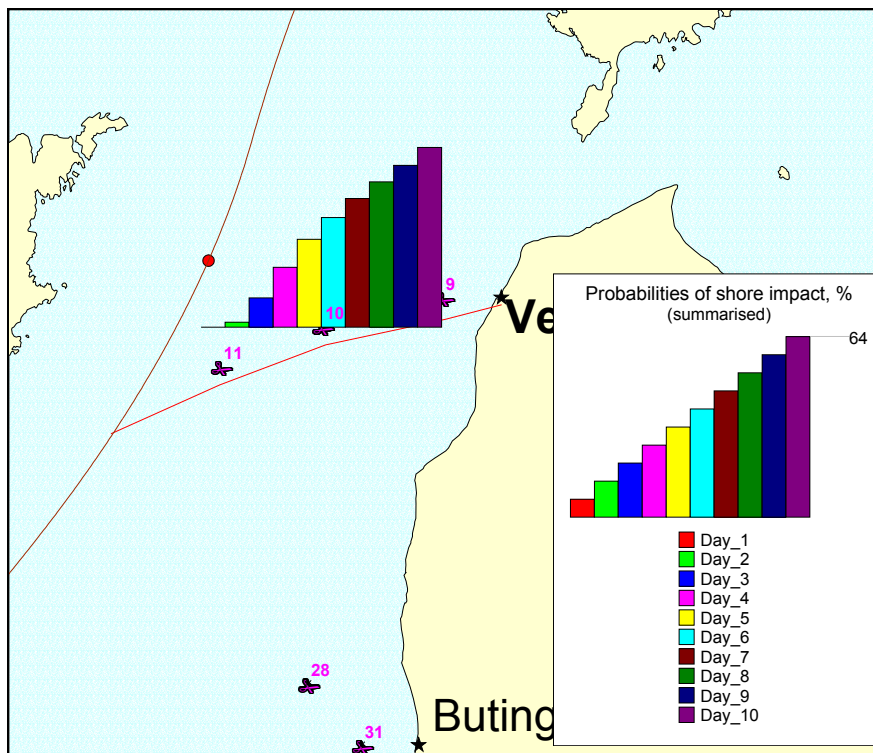 9
10
11
Ve
Probabilities of shore impact, %
(summarised)
64
Day_1
Day_2
Day_3
Day_4
Day_5
Day_6
Day_7
Day_8
Day_9
Day_10
28
31
Buting